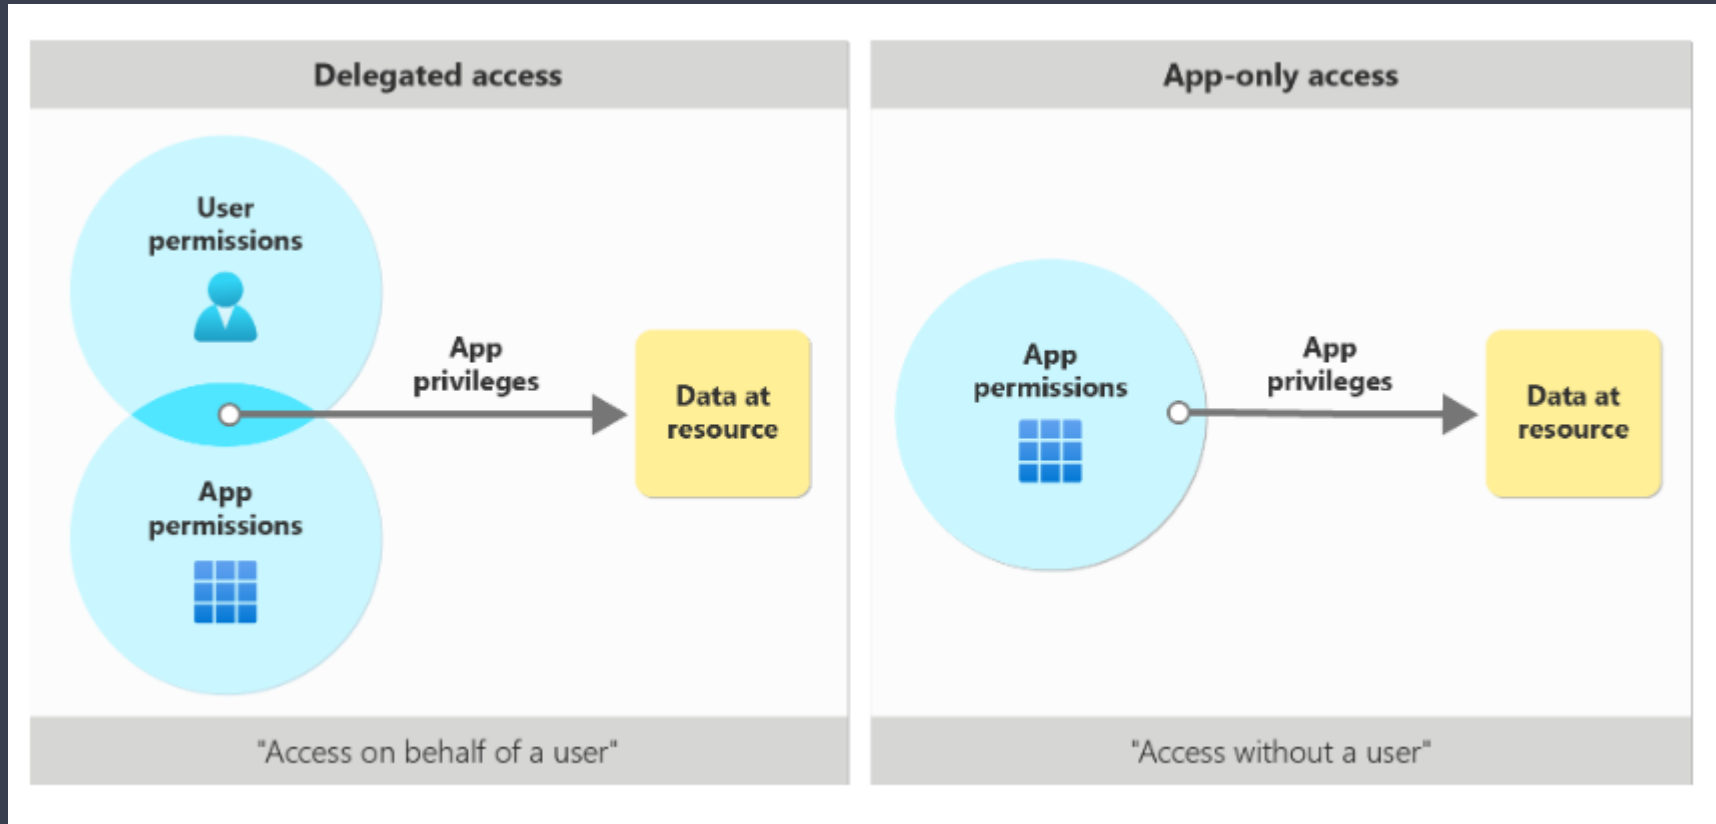 Delegated access
User
permissions
App
privileges
Data at
resource
App
permissions
"Access on behalf of a user"
App-only access
App
permissions
App
privileges
Data at
resource
"Access without a user"